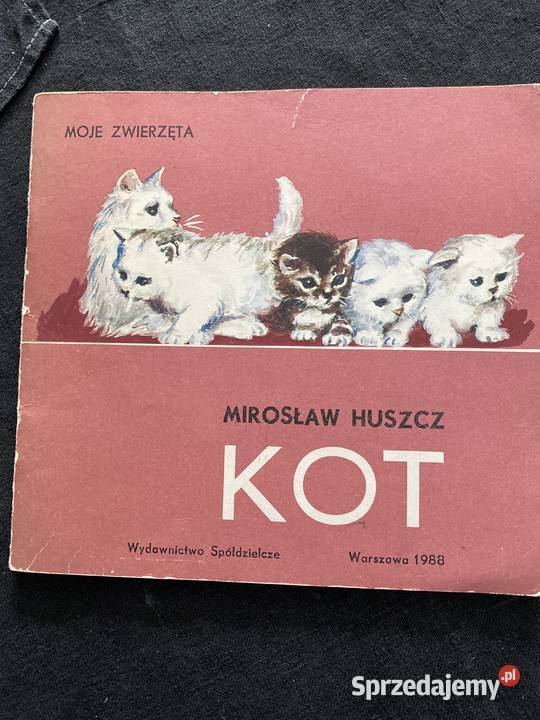 MOJE ZWIERZĘTA
MIROSŁAW HUSZCZ
KOT
Wydawnictwo Spółdzielcze Warszawa 1988
Sprzedajemy.pl